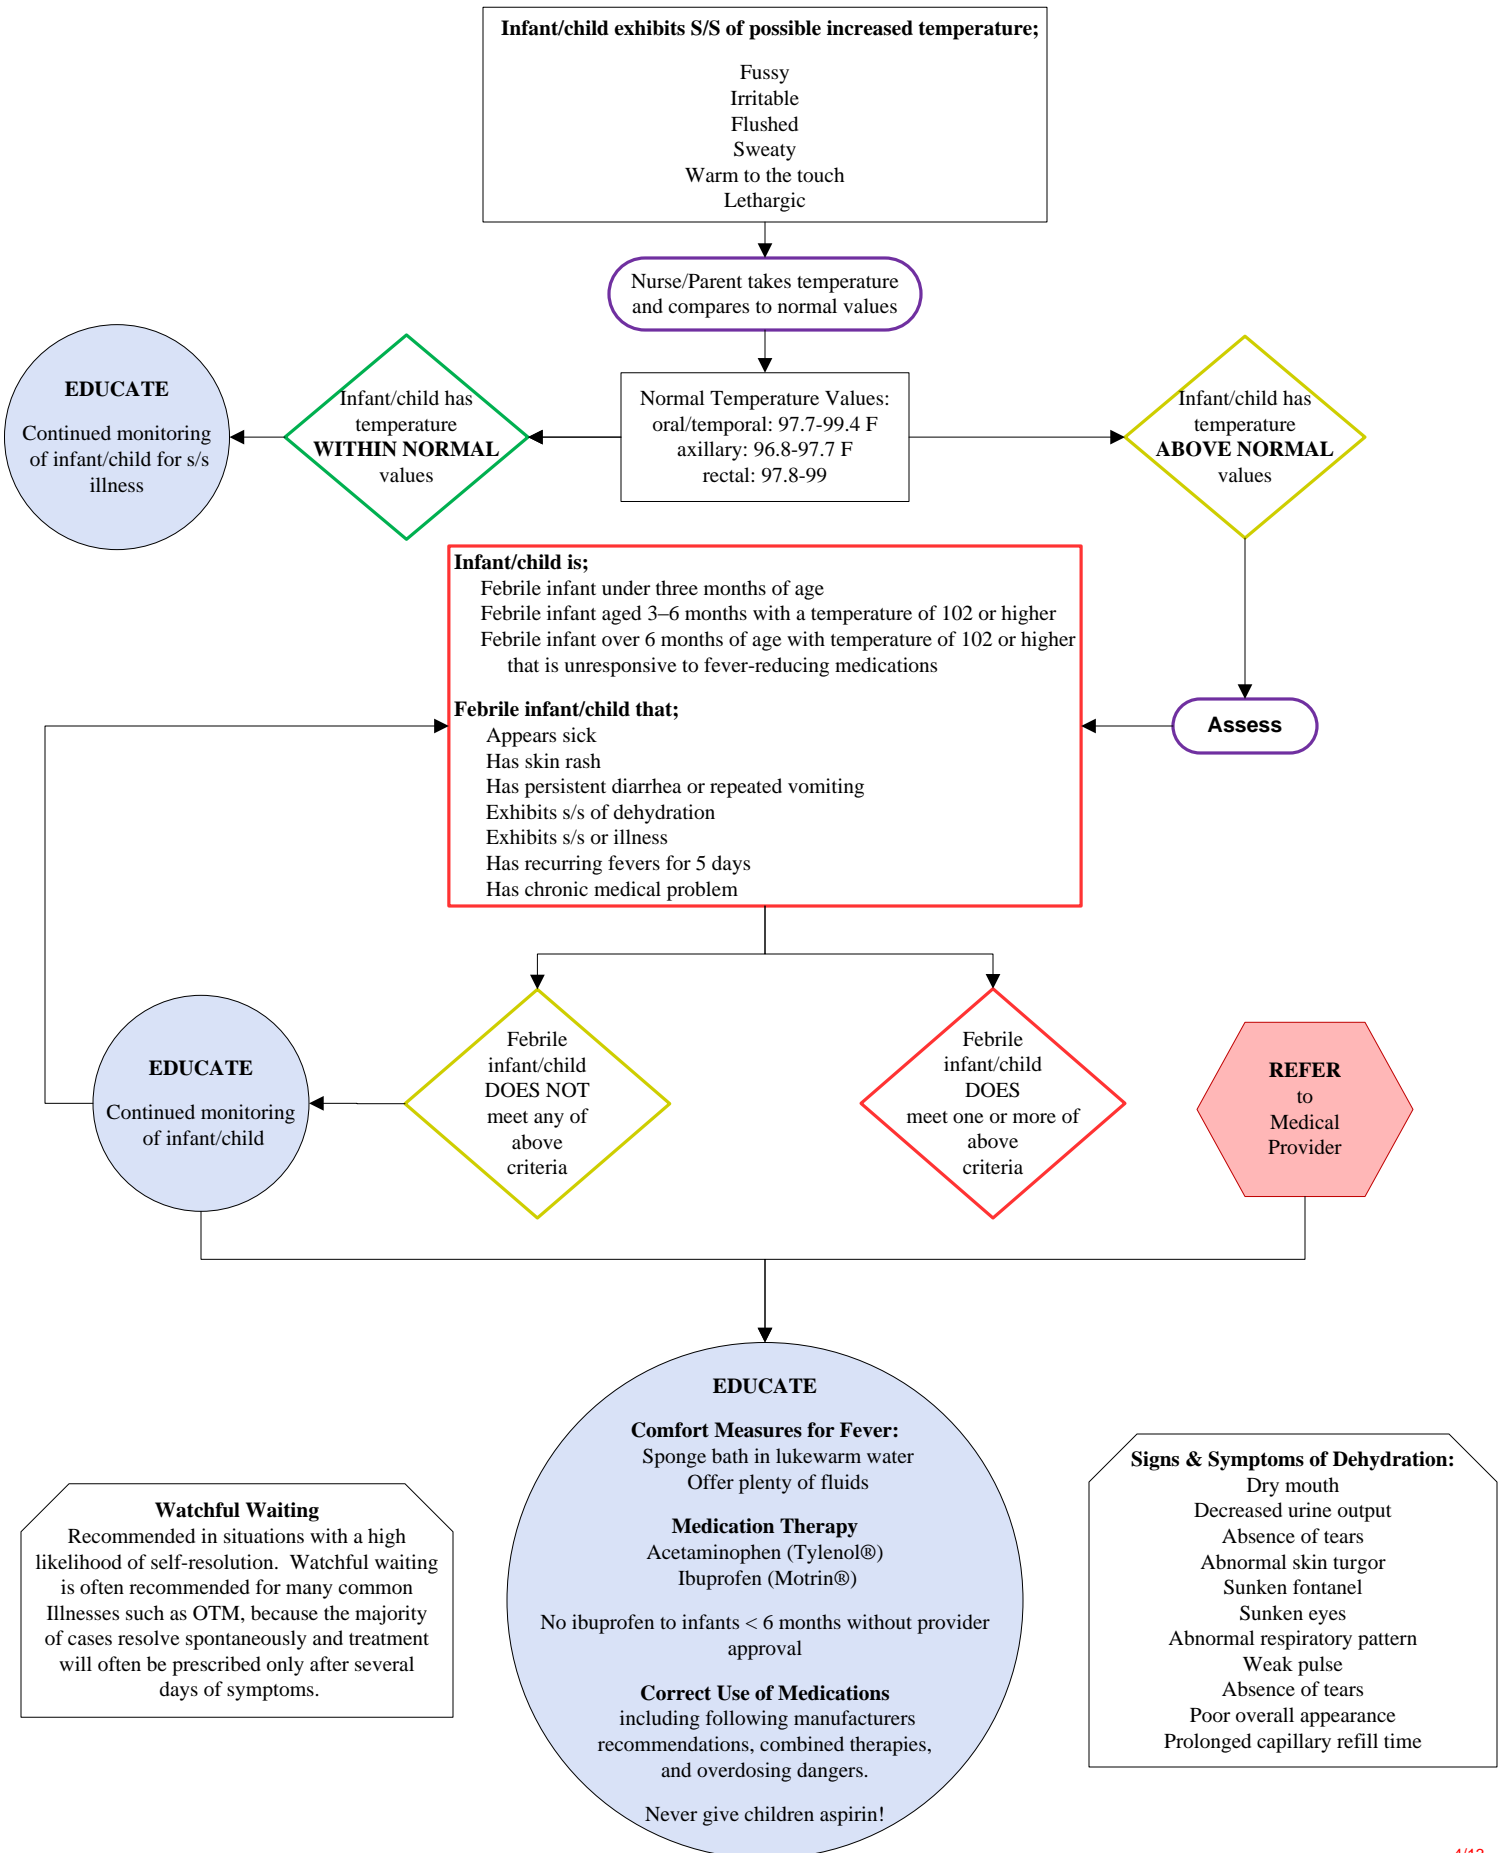 Infant/child exhibits S/S of possible increased temperature;
Fussy
Irritable
Flushed
Sweaty
Warm to the touch
Lethargic
Nurse/Parent takes temperature
and compares to normal values
EDUCATE
Continued monitoring
of infant/child for s/s
illness
Infant/child has
temperature
WITHIN NORMAL
values
Normal Temperature Values:
oral/temporal: 97.7-99.4 F
axillary: 96.8-97.7 F
rectal: 97.8-99
Infant/child has
temperature
ABOVE NORMAL
values
Infant/child is;
Febrile infant under three months of age
Febrile infant aged 3–6 months with a temperature of 102 or higher
Febrile infant over 6 months of age with temperature of 102 or higher
that is unresponsive to fever-reducing medications
Febrile infant/child that;
Appears sick
Has skin rash
Has persistent diarrhea or repeated vomiting
Exhibits s/s of dehydration
Exhibits s/s or illness
Has recurring fevers for 5 days
Has chronic medical problem
Assess
EDUCATE
Continued monitoring
of infant/child
Febrile
infant/child
DOES NOT
meet any of
above
criteria
Febrile
infant/child
DOES
meet one or more of
above
criteria
REFER
to
Medical
Provider
EDUCATE
Comfort Measures for Fever:
Sponge bath in lukewarm water
Offer plenty of fluids
Medication Therapy
Acetaminophen (Tylenol®)
Ibuprofen (Motrin®)
No ibuprofen to infants < 6 months without provider
approval
Correct Use of Medications
including following manufacturers
recommendations, combined therapies,
and overdosing dangers.
Never give children aspirin!
Watchful Waiting
Recommended in situations with a high
likelihood of self-resolution.  Watchful waiting
is often recommended for many common
Illnesses such as OTM, because the majority
of cases resolve spontaneously and treatment
will often be prescribed only after several
days of symptoms.
Signs & Symptoms of Dehydration:
Dry mouth
Decreased urine output
Absence of tears
Abnormal skin turgor
Sunken fontanel
Sunken eyes
Abnormal respiratory pattern
Weak pulse
Absence of tears
Poor overall appearance
Prolonged capillary refill time